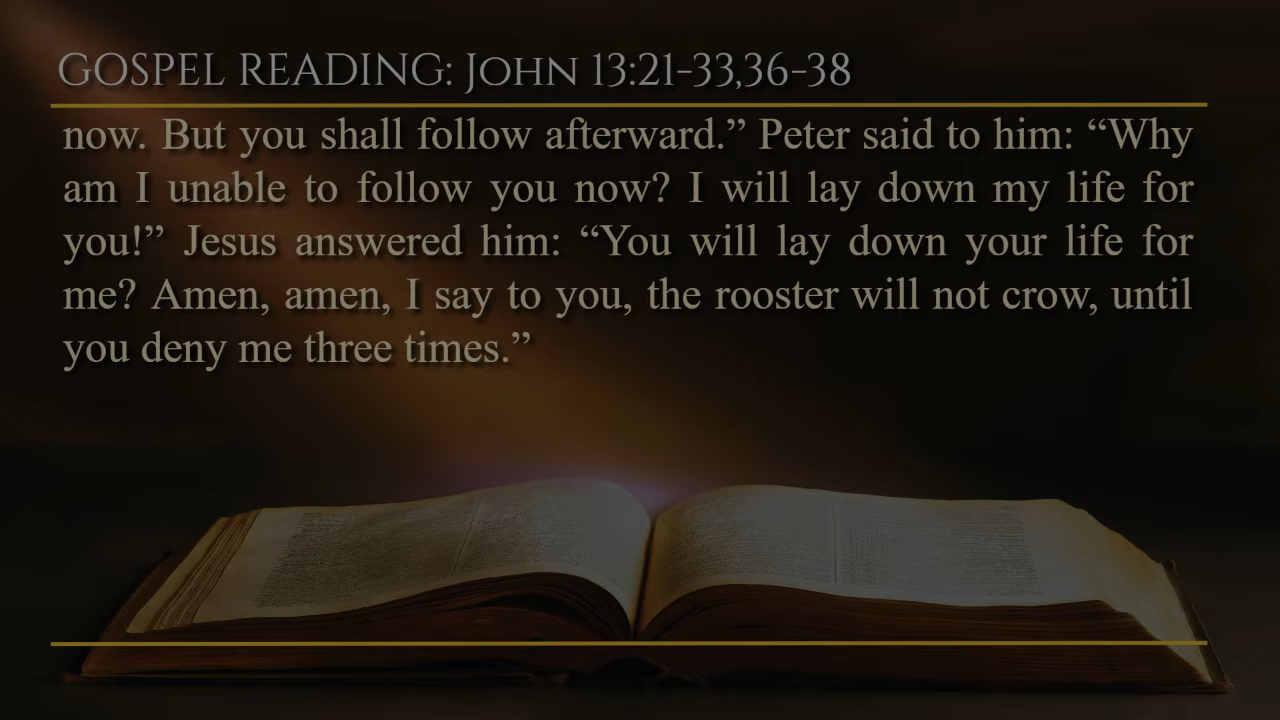 GOSPEL READING: JOHN 13:21-33,36-38
now. But you shall follow afterward.” Peter said to him: “Why
am I unable to follow you now? I will lay down my life for
you!” Jesus answered him: “You will lay down your life for
me? Amen, amen, I say to you, the rooster will not crow, until
you deny me three times.”